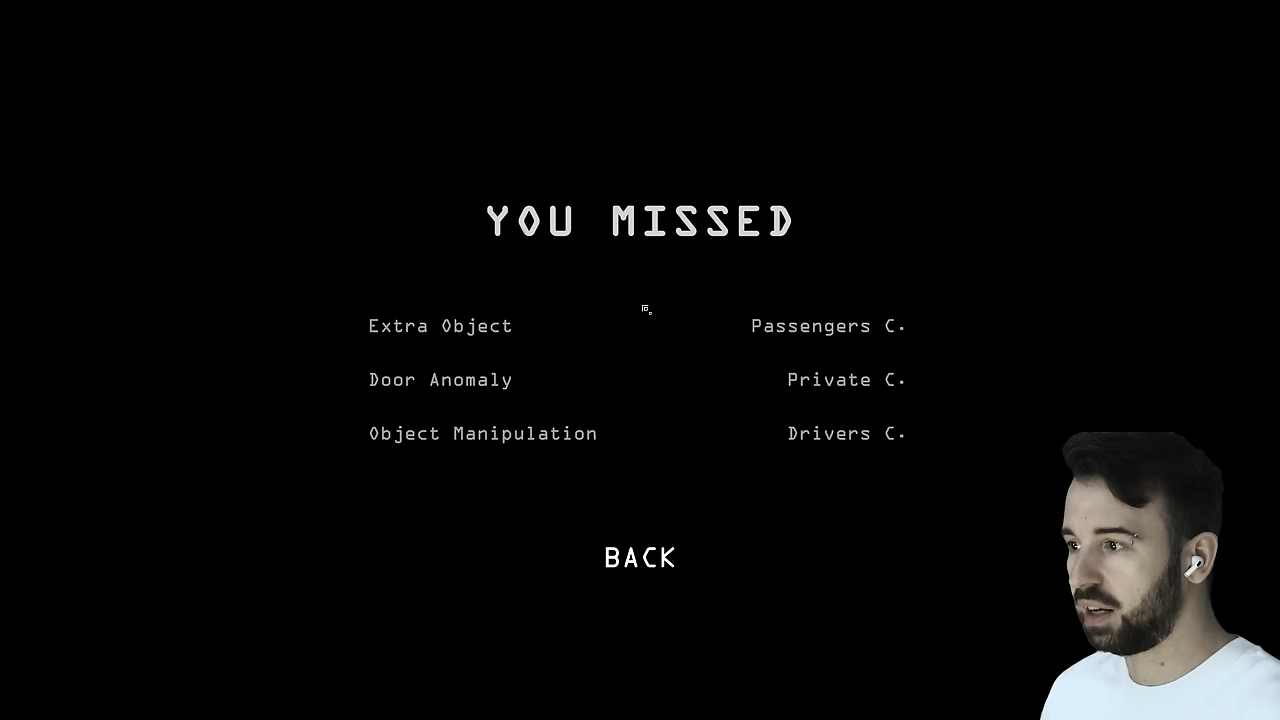 YOU MISSED
Extra Object Passengers C.
Door Anomaly Private C.
Object Manipulation Drivers C.
BACK